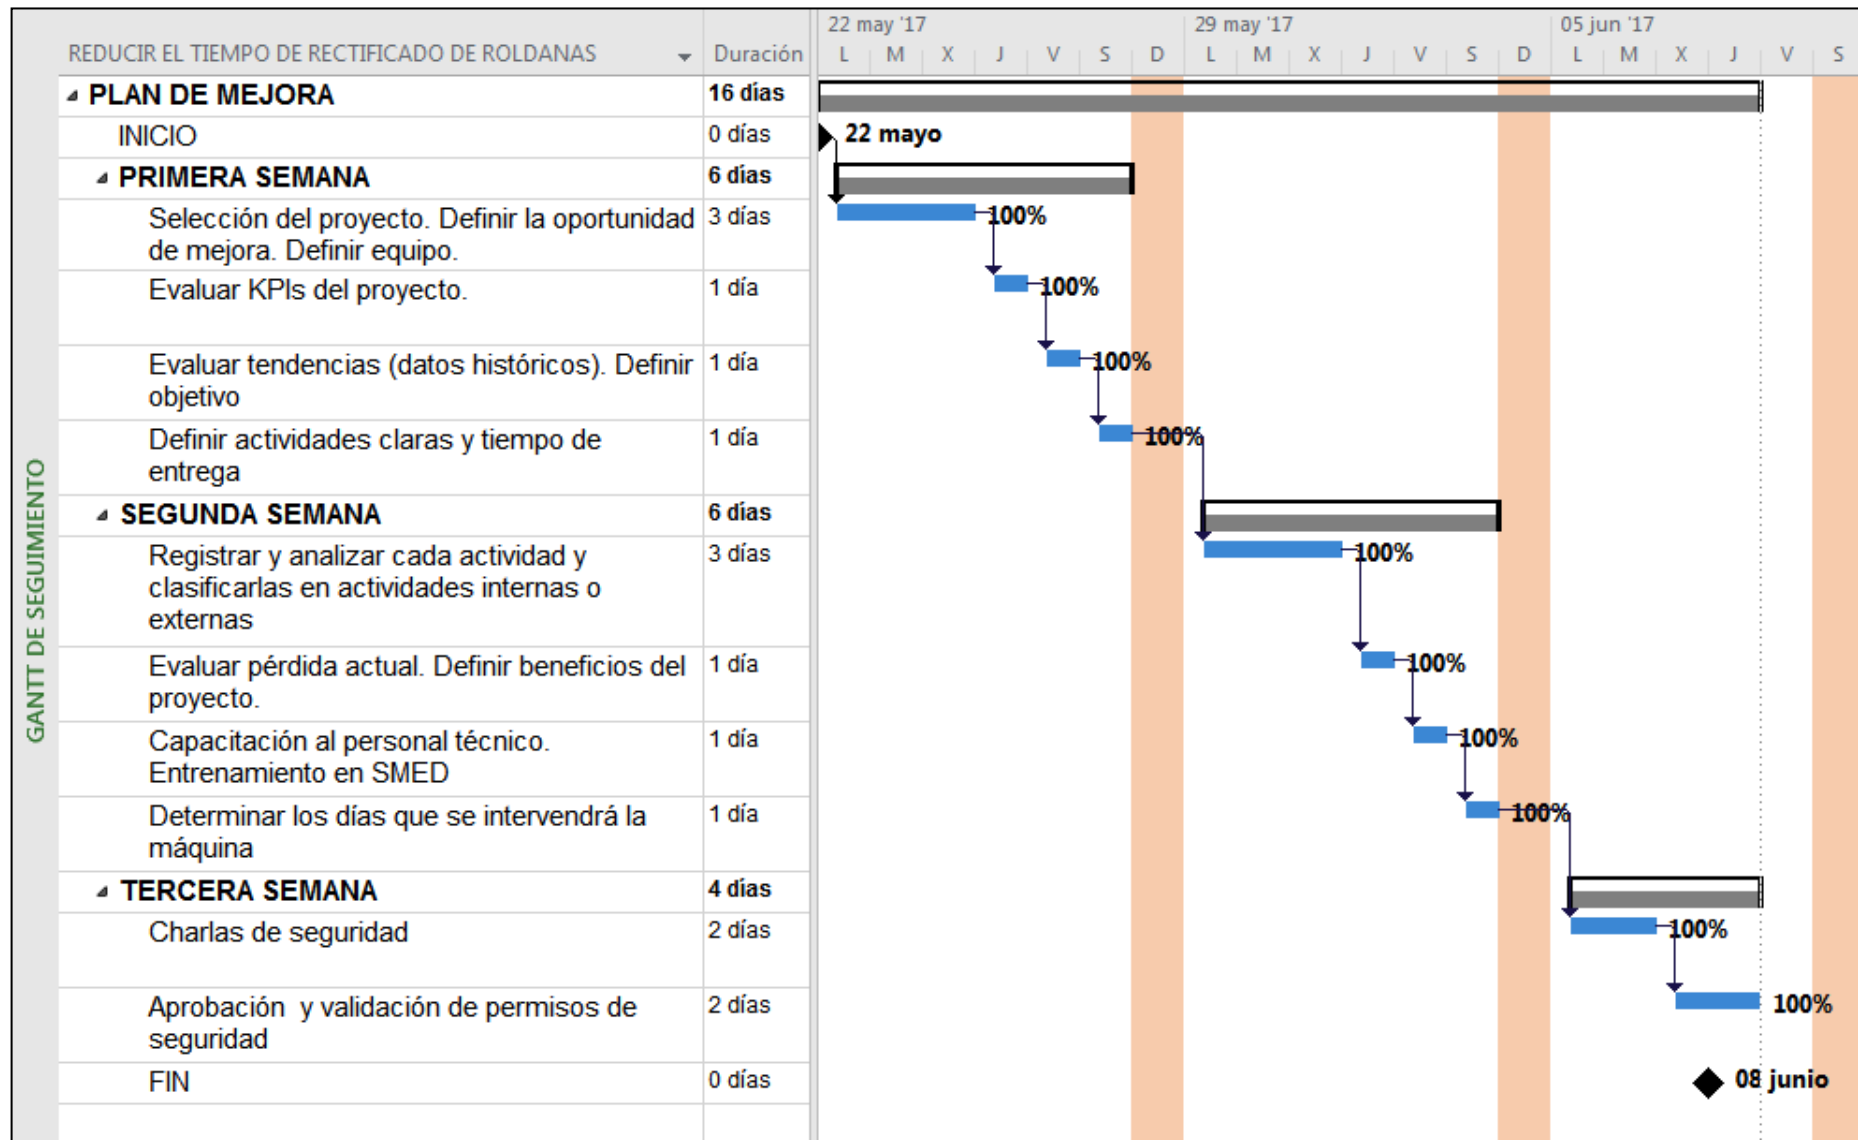 22 may '17 29 may '17 05 jun '17
REDUCIR EL TIEMPO DE RECTIFICADO DE ROLDANAS Duración L M X J V S D L M X J V S D L M X J V S
PLAN DE MEJORA 16 días
INICIO 0 días 22 mayo
PRIMERA SEMANA 6 días
Selección del proyecto. Definir la oportunidad 3 días 100%
de mejora. Definir equipo.
Evaluar KPIs del proyecto. 1 día 100%
Evaluar tendencias (datos históricos). Definir 1 día 100%
objetivo
Definir actividades claras y tiempo de 1 día 100%
entrega
SEGUNDA SEMANA 6 días
Registrar y analizar cada actividad y 3 días 100%
clasificarlas en actividades internas o
externas
Evaluar pérdida actual. Definir beneficios del 1 día 100%
proyecto.
Capacitación al personal técnico. 1 día 100%
Entrenamiento en SMED
Determinar los días que se intervendrá la 1 día 100%
máquina
TERCERA SEMANA 4 días
Charlas de seguridad 2 días 100%
Aprobación y validación de permisos de 2 días 100%
seguridad
FIN 0 días 08 junio
GANTT DE SEGUIMIENTO